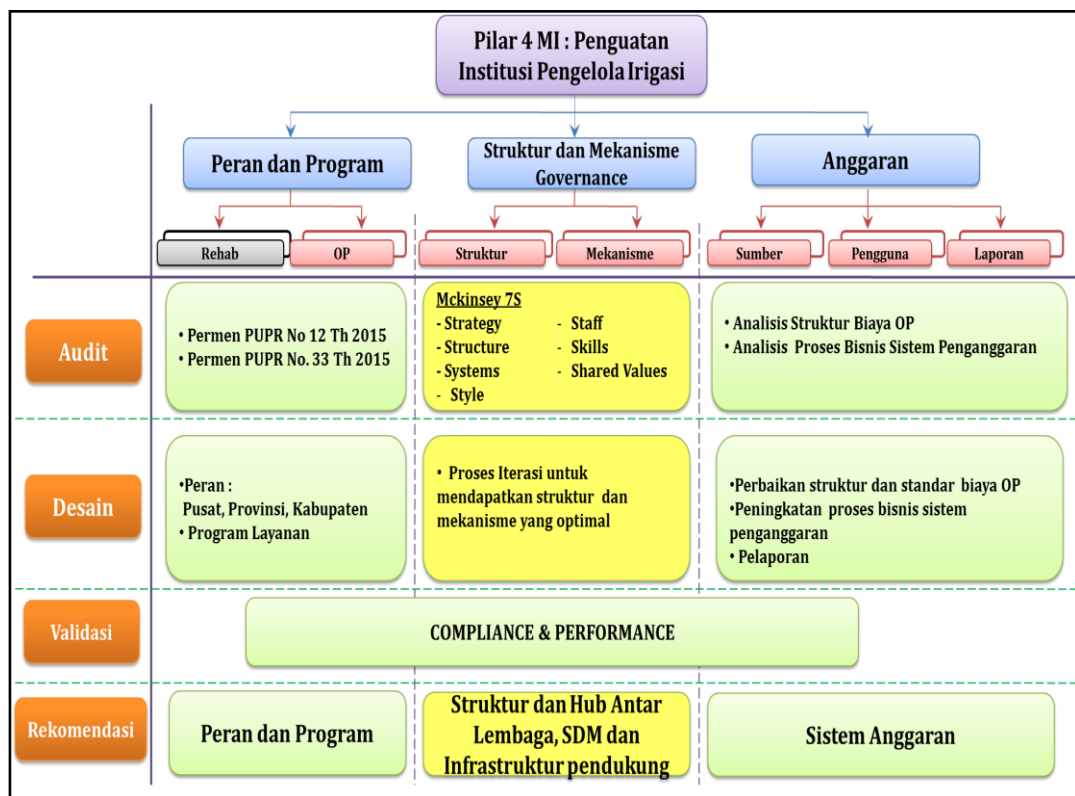 Pilar 4 MI : Penguatan
Institusi Pengelola Irigasi
Peran dan Program
Struktur dan Mekanisme
Governance
Anggaran
Rehab
OP
Struktur
Mekanisme
Sumber
Pengguna
Laporan
Audit
• Permen PUPR No 12 Th 2015
• Permen PUPR No. 33 Th 2015
Mckinsey 7S
- Strategy
- Structure
- Systems
- Style
- Staff
- Skills
- Shared Values
• Analisis Struktur Biaya OP
• Analisis Proses Bisnis Sistem Penganggaran
Desain
•Peran :
Pusat, Provinsi, Kabupaten
• Program Layanan
• Proses Iterasi untuk
mendapatkan struktur dan
mekanisme yang optimal
•Perbaikan struktur dan standar biaya OP
•Peningkatan proses bisnis sistem
penganggaran
• Pelaporan
Validasi
COMPLIANCE & PERFORMANCE
Rekomendasi
Peran dan Program
Struktur dan Hub Antar
Lembaga, SDM dan
Infrastruktur pendukung
Sistem Anggaran